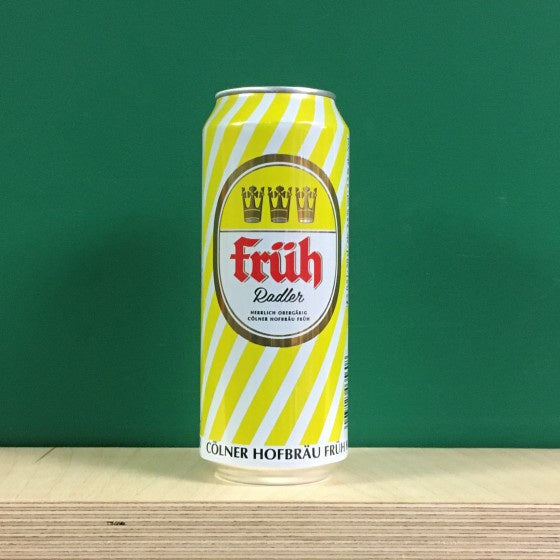 früh
Radler
HERRLICH OBERGÄRIG
CÖLNER HOFBRÄU FRÜH
CÖLNER HOFBRÄU FRÜH